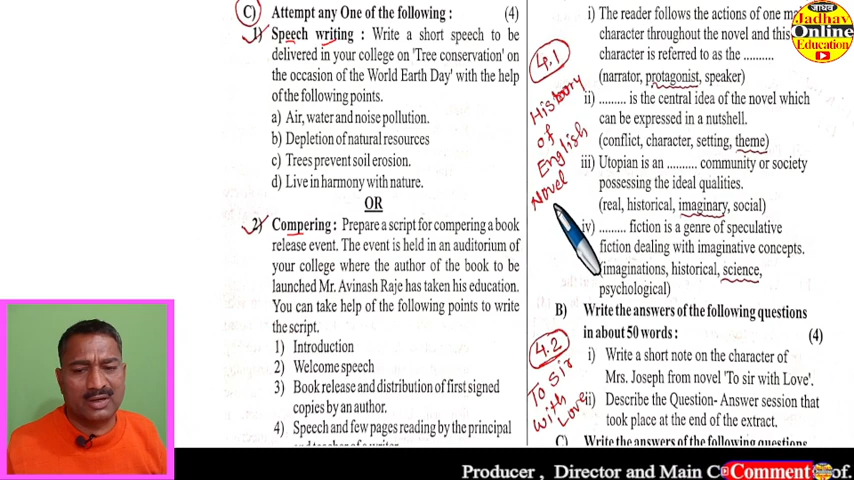 C) Attempt any One of the following : (4)
1) Speech writing : Write a short speech to be
delivered in your college on 'Tree conservation' on
the occasion of the World Earth Day' with the help
of the following points.
a) Air, water and noise pollution.
b) Depletion of natural resources
c) Trees prevent soil erosion.
d) Live in harmony with nature.
OR
2) Compering : Prepare a script for compering a book
release event. The event is held in an auditorium of
your college where the author of the book to be
launched Mr. Avinash Raje has taken his education.
You can take help of the following points to write
the script.
1) Introduction
2) Welcome speech
3) Book release and distribution of first signed
copies by an author.
4) Speech and few pages reading by the principal
4.1
History
of
English
Novel
i) The reader follows the actions of one
character throughout the novel and this
character is referred to as the ..........
(narrator, protagonist, speaker)
ii) ......... is the central idea of the novel which
can be expressed in a nutshell.
(conflict, character, setting, theme)
iii) Utopian is an .......... community or society
possessing the ideal qualities.
(real, historical, imaginary, social)
iv) ......... fiction is a genre of speculative
fiction dealing with imaginative concepts.
(imaginations, historical, science,
psychological)
B) Write the answers of the following questions
in about 50 words : (4)
4.2
To Sir
with
Love
i) Write a short note on the character of
Mrs. Joseph from novel 'To sir with Love'.
ii) Describe the Question- Answer session that
took place at the end of the extract.
C) Write the answers of the following questions
जाधव
Jadhav
Online
Education
Producer , Director and Main C
Comment
of.